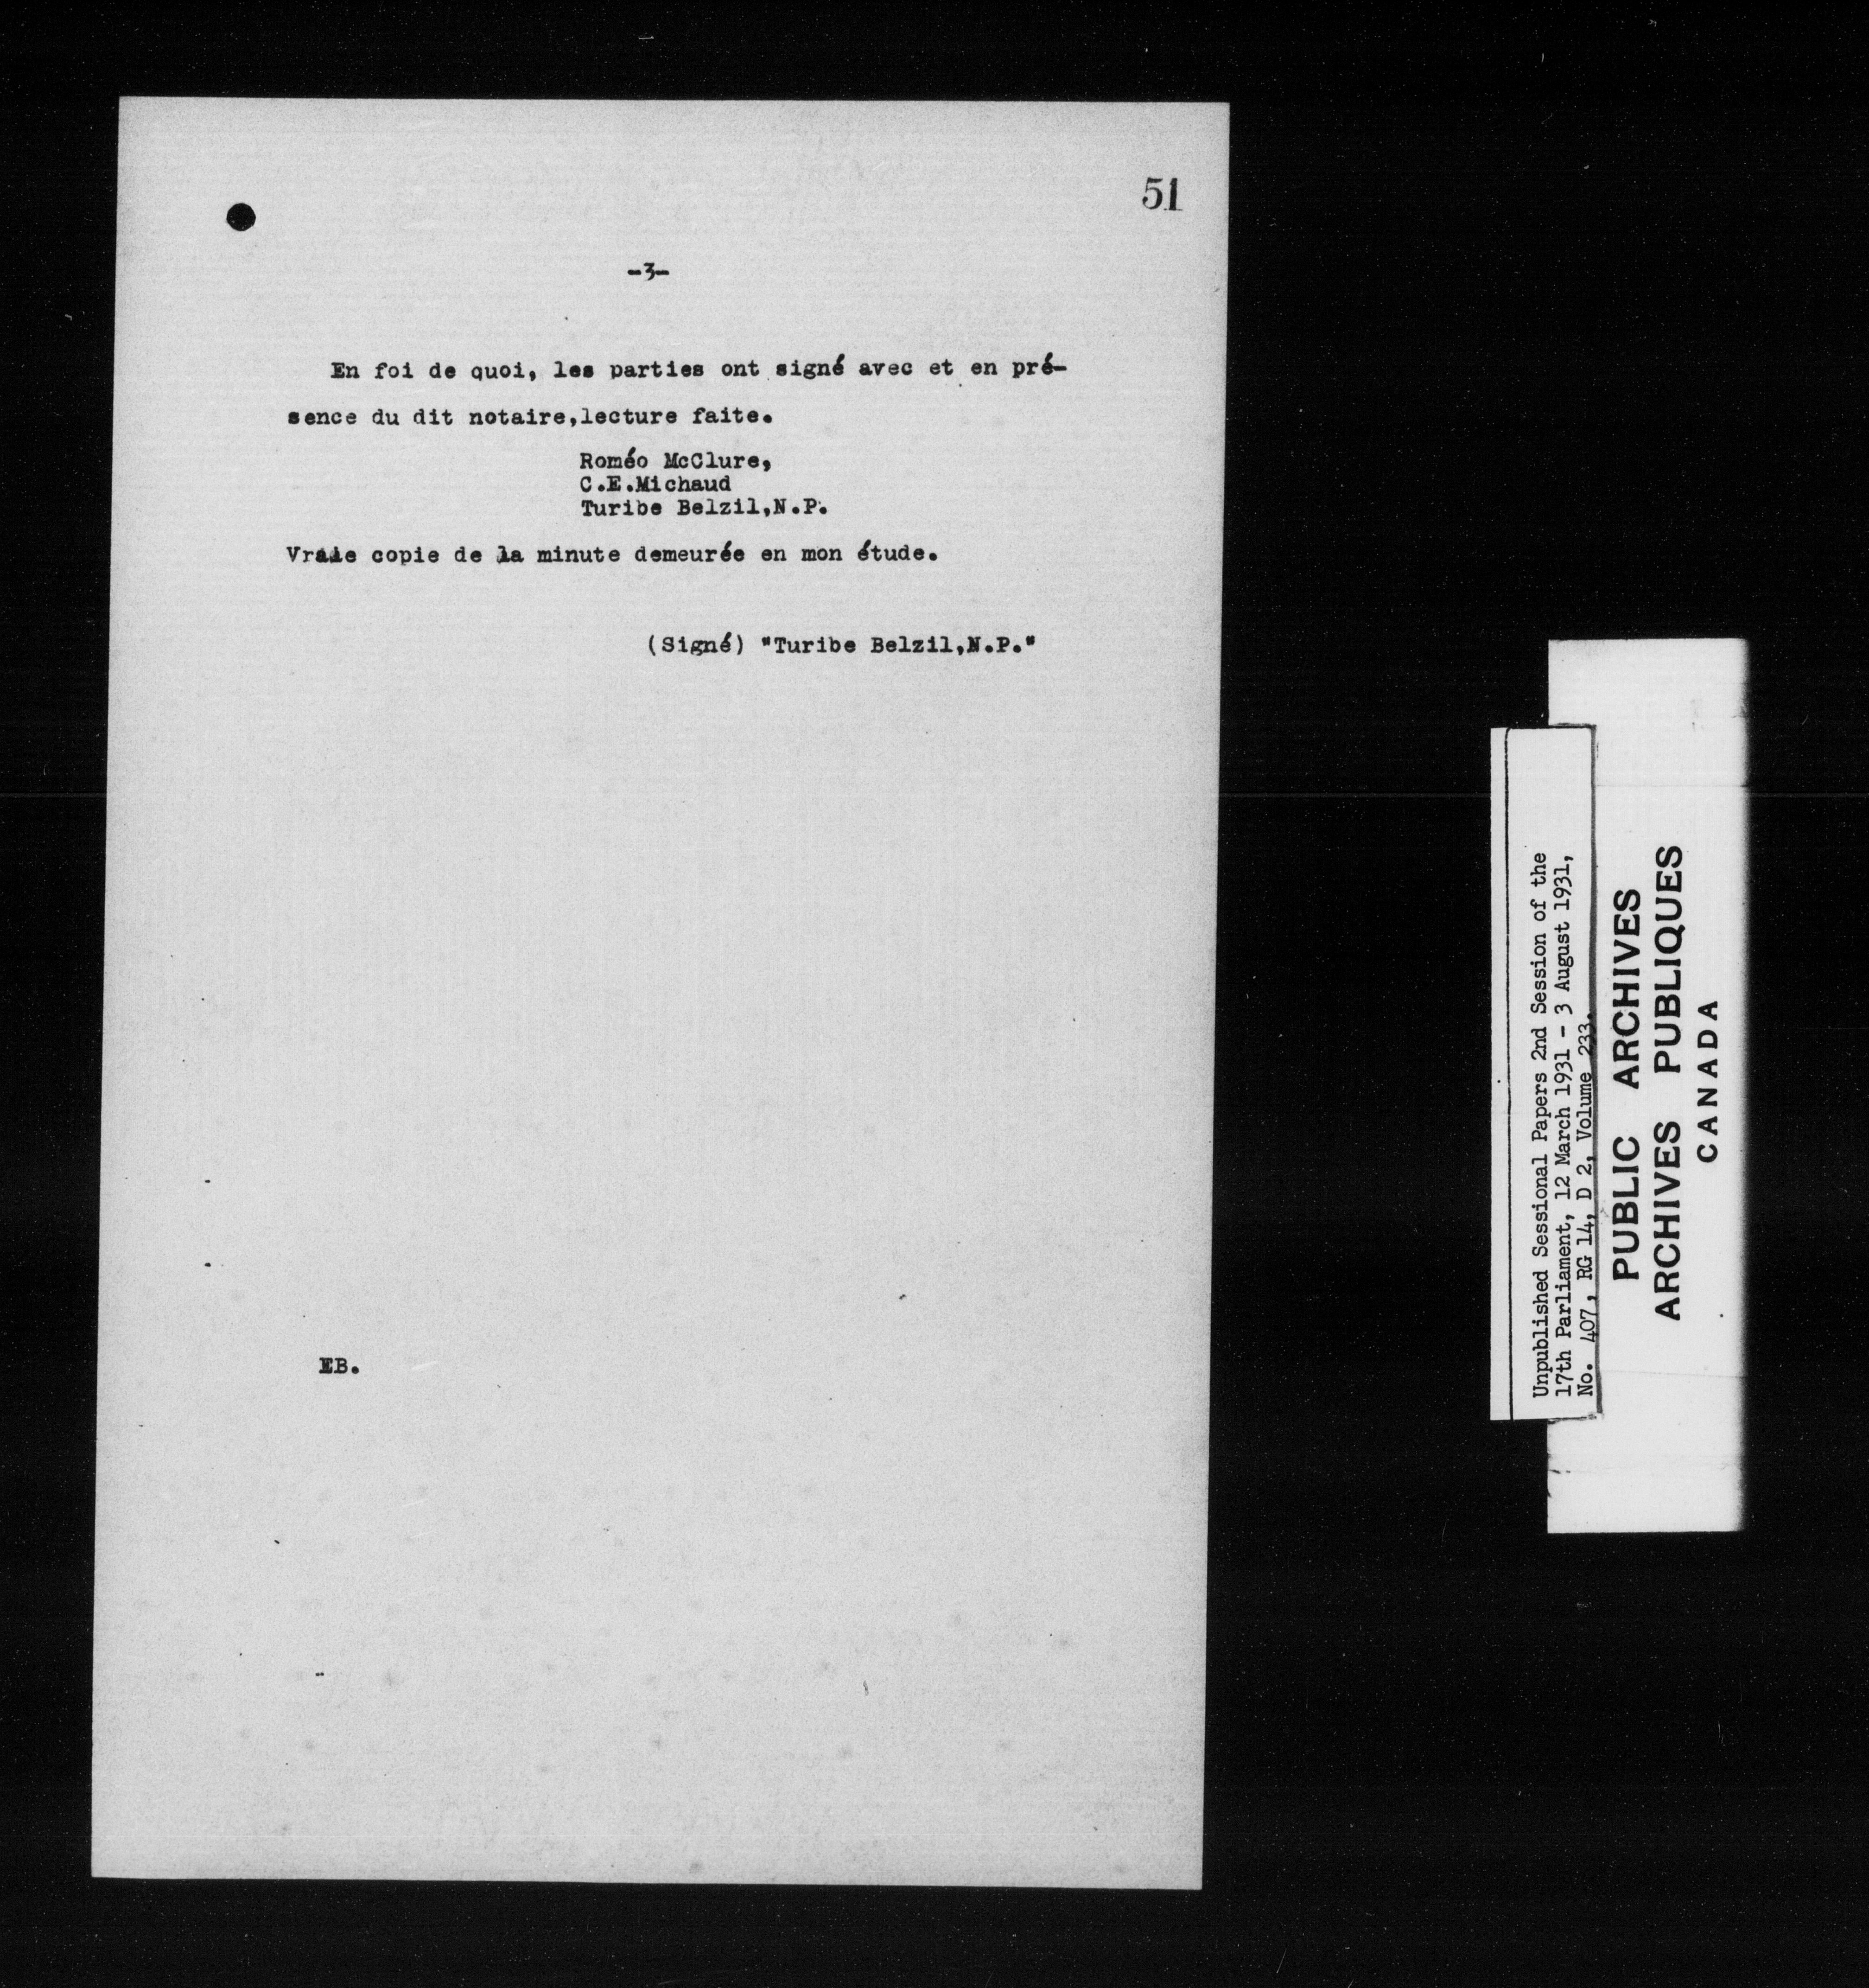 51
-3-
En foi de quoi, les parties ont signé avec et en pré-
sence du dit notaire,lecture faite.
Roméo McClure,
C.E.Michaud
Turibe Belzil,N.P.
Vraie copie de la minute demeurée en mon étude.
(Signé) "Turibe Belzil,N.P."
EB.
Unpublished Sessional Papers 2nd Session of the
17th Parliament, 12 March 1931 - 3 August 1931,
No. 407, RG 14, D 2, Volume 233.
PUBLIC ARCHIVES
ARCHIVES PUBLIQUES
CANADA